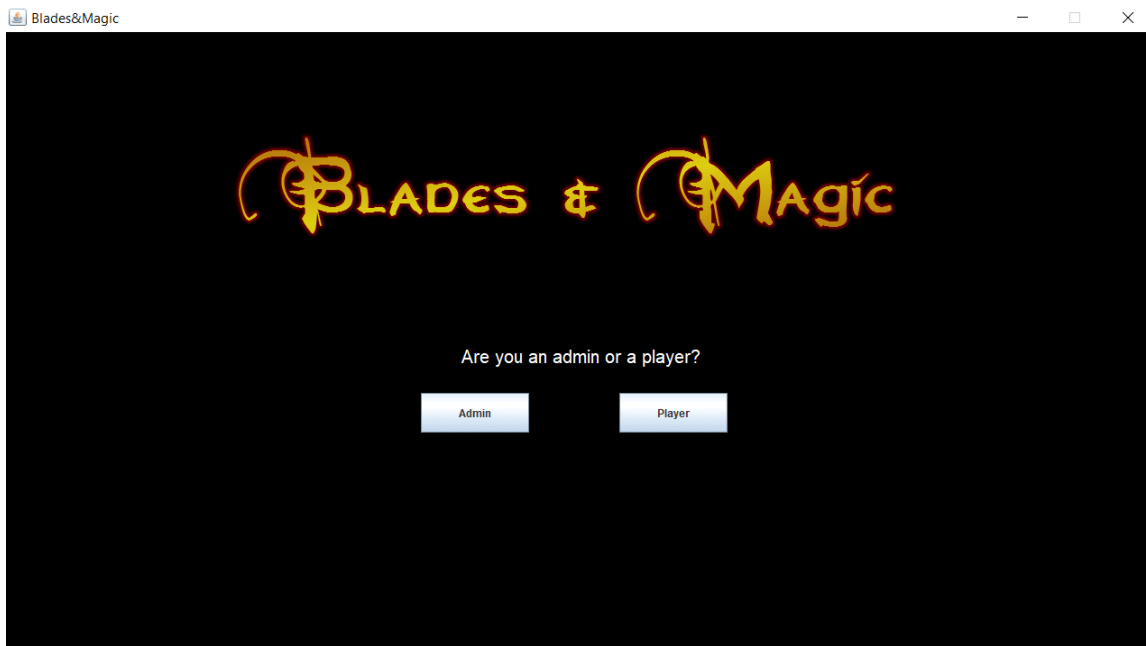 Blades&Magic
Blades & Magic
Are you an admin or a player?
Admin
Player